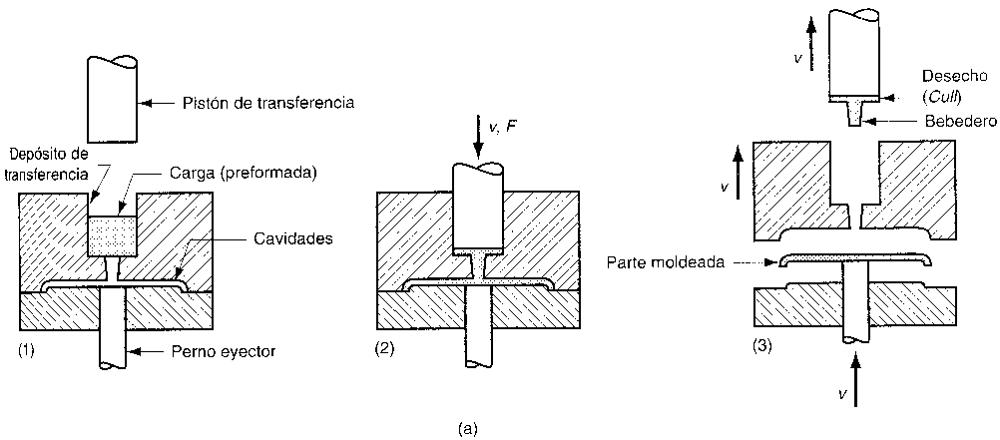 Pistón de transferencia
Depósito de
transferencia
Carga (preformada)
Cavidades
Perno eyector
(1)
v, F
(2)
v
Desecho
(Cull)
Bebedero
v
Parte moldeada
(3)
v
(a)